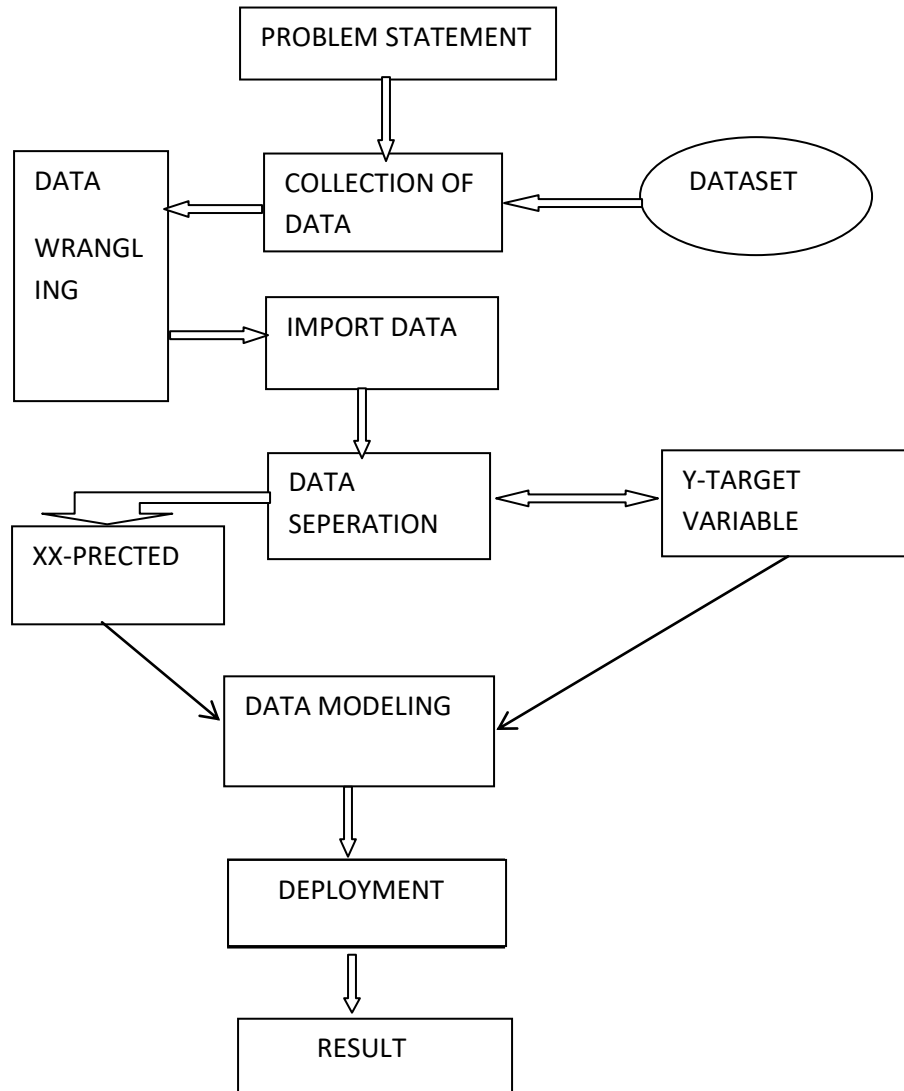 PROBLEM STATEMENT
COLLECTION OF
DATA
DATASET
DATA
WRANGL
ING
IMPORT DATA
DATA
SEPERATION
Y-TARGET
VARIABLE
XX-PRECTED
DATA MODELING
DEPLOYMENT
RESULT